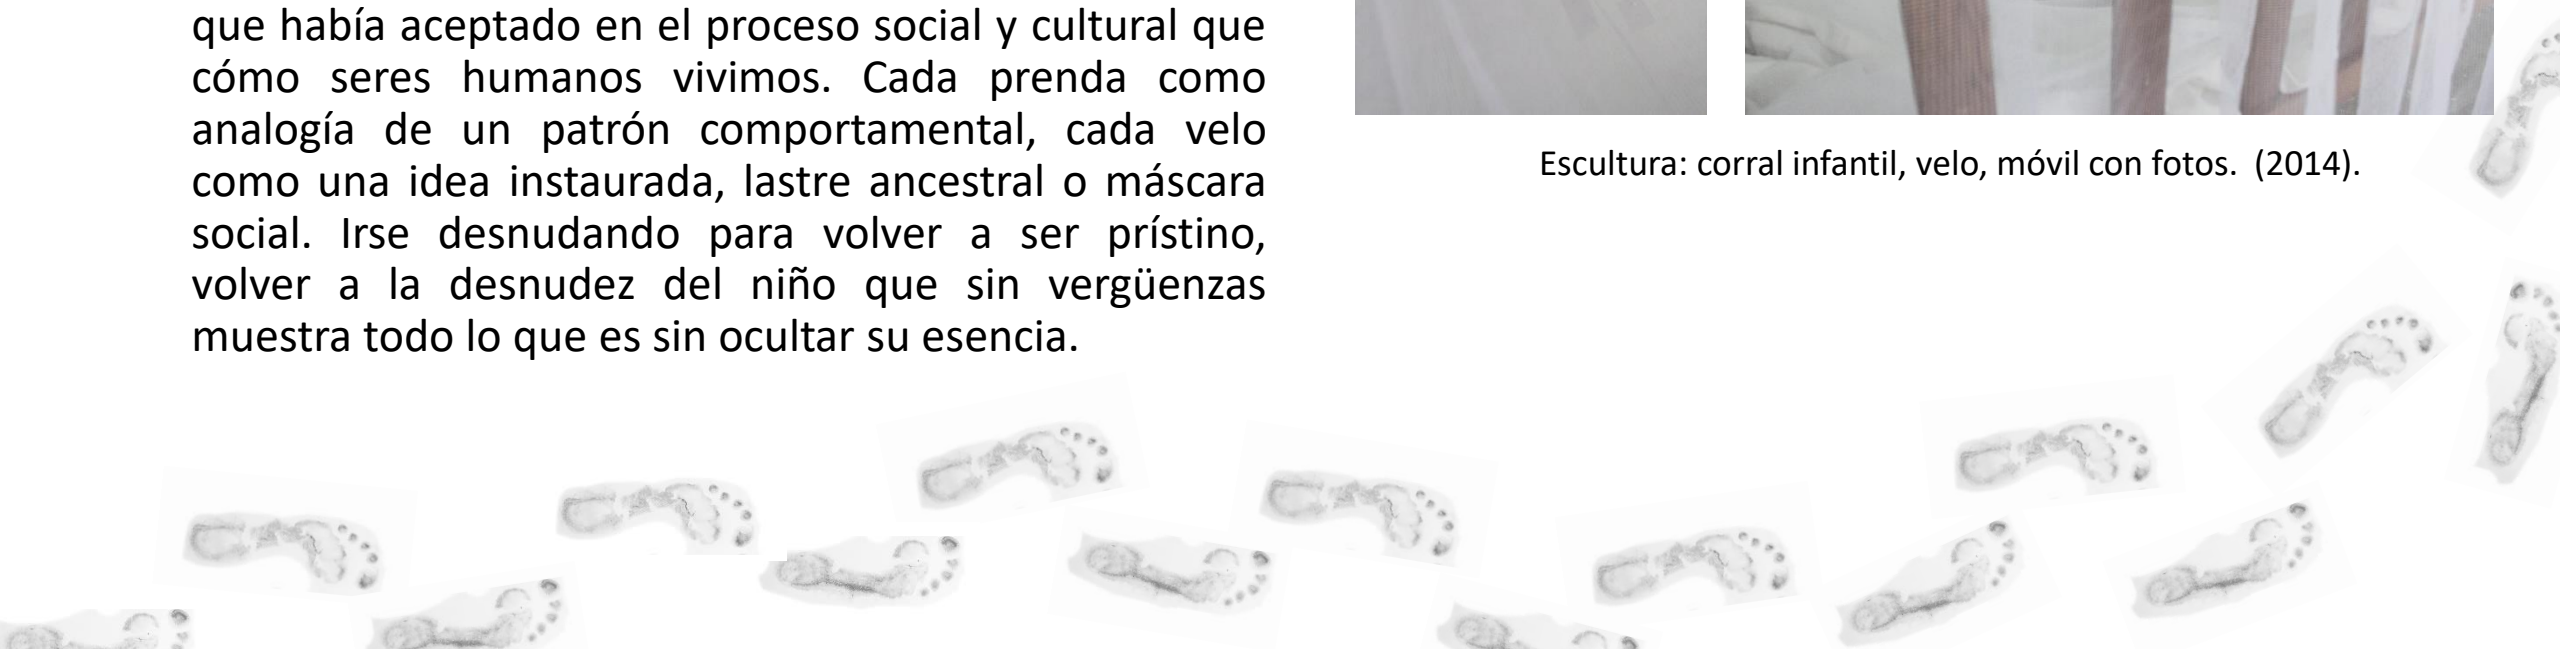 que había aceptado en el proceso social y cultural que
cómo seres humanos vivimos. Cada prenda como
analogía de un patrón comportamental, cada velo
como una idea instaurada, lastre ancestral o máscara
social. Irse desnudando para volver a ser prístino,
volver a la desnudez del niño que sin vergüenzas
muestra todo lo que es sin ocultar su esencia.
Escultura: corral infantil, velo, móvil con fotos. (2014).